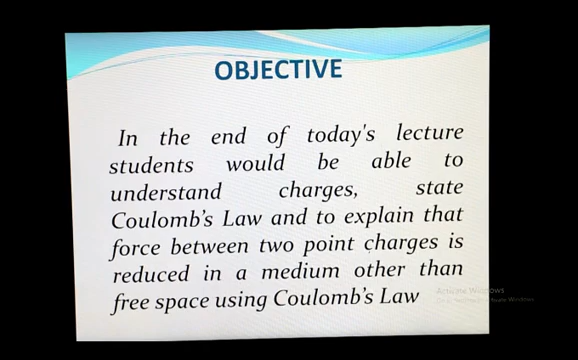 OBJECTIVE
In the end of today's lecture
students would be able to
understand charges, state
Coulomb's Law and to explain that
force between two point charges is
reduced in a medium other than
free space using Coulomb's Law
Activate Windows